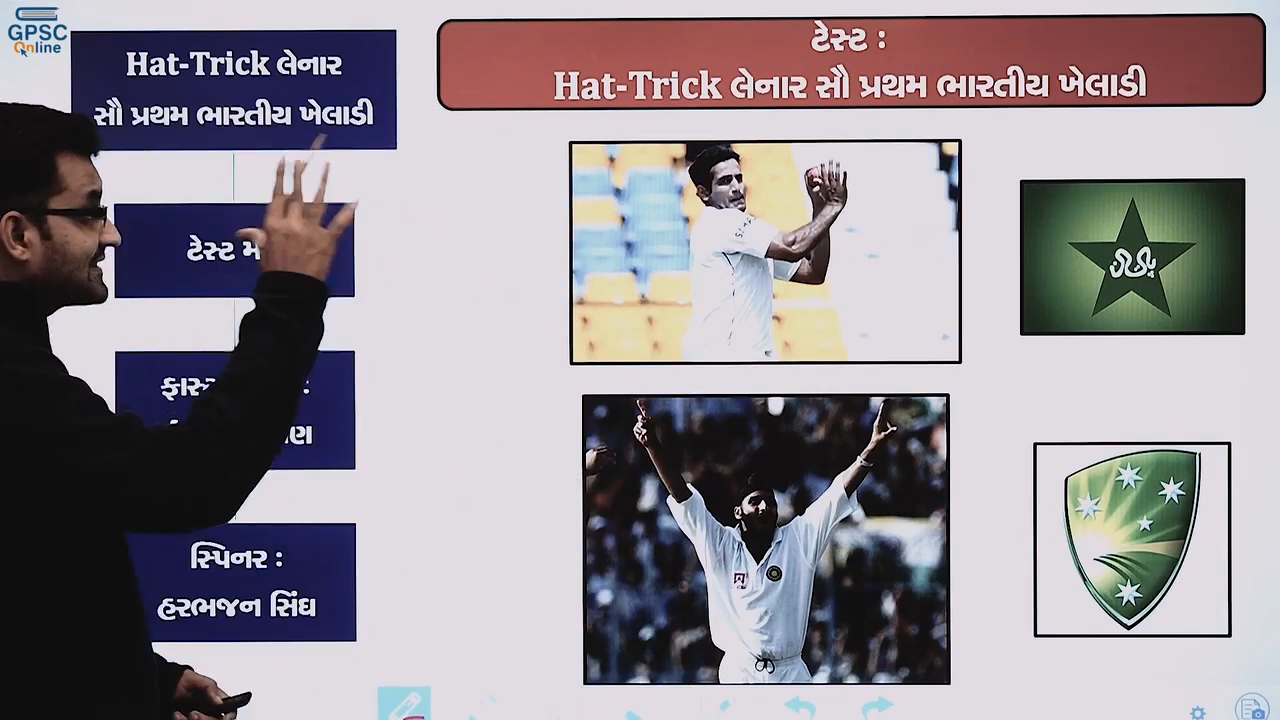 GPSC
Online
Hat-Trick લેનાર
સૌ પ્રથમ ભારતીય ખેલાડી
ટેસ્ટ
સ્પિનર :
હરભજન સિંઘ
ટેસ્ટ :
Hat-Trick લેનાર સૌ પ્રથમ ભારતીય ખેલાડી